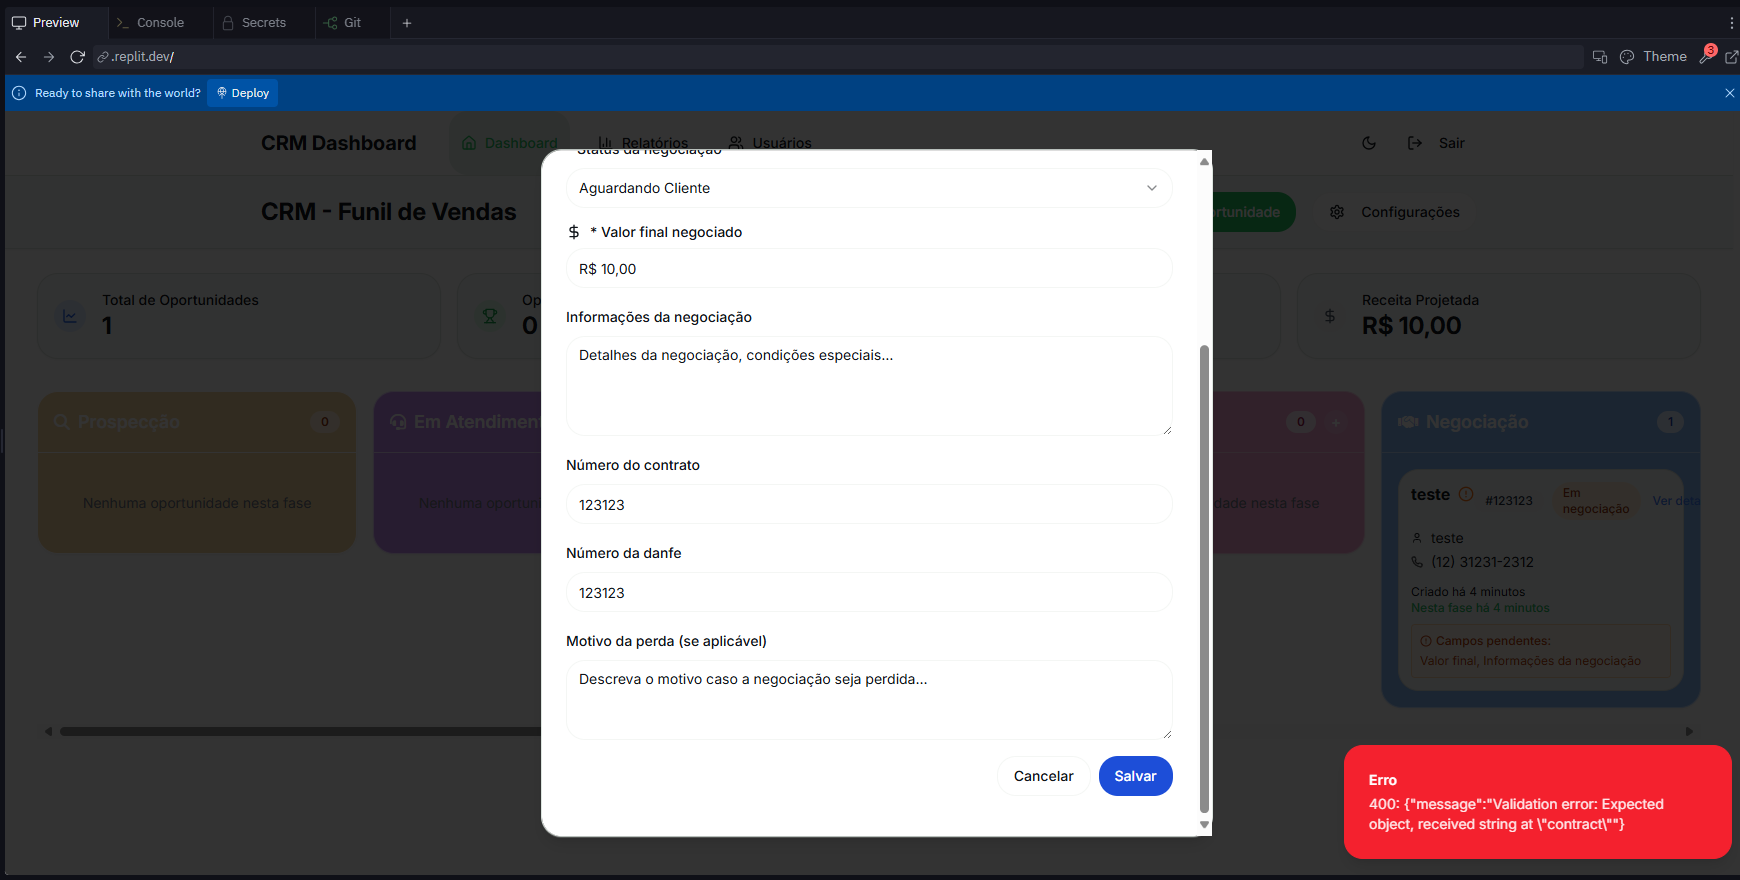 Preview
Console
Secrets
Git
.replit.dev/
Theme
3
Ready to share with the world?
Deploy
CRM Dashboard
Dashboard
Relatórios
Usuários
Sair
CRM - Funil de Vendas
ortunidade
Configurações
Total de Oportunidades
1
Op
0
Receita Projetada
R$ 10,00
Prospecção
0
Nenhuma oportunidade nesta fase
Em Atendiment
Nenhuma oportun
0
dade nesta fase
Negociação
1
teste
#123123
Em
negociação
Ver deta
teste
(12) 31231-2312
Criado há 4 minutos
Nesta fase há 4 minutos
Campos pendentes:
Valor final, Informações da negociação
Status da negociação
Aguardando Cliente
$ * Valor final negociado
R$ 10,00
Informações da negociação
Detalhes da negociação, condições especiais...
Número do contrato
123123
Número da danfe
123123
Motivo da perda (se aplicável)
Descreva o motivo caso a negociação seja perdida...
Cancelar
Salvar
Erro
400: {"message":"Validation error: Expected
object, received string at \"contract\""}